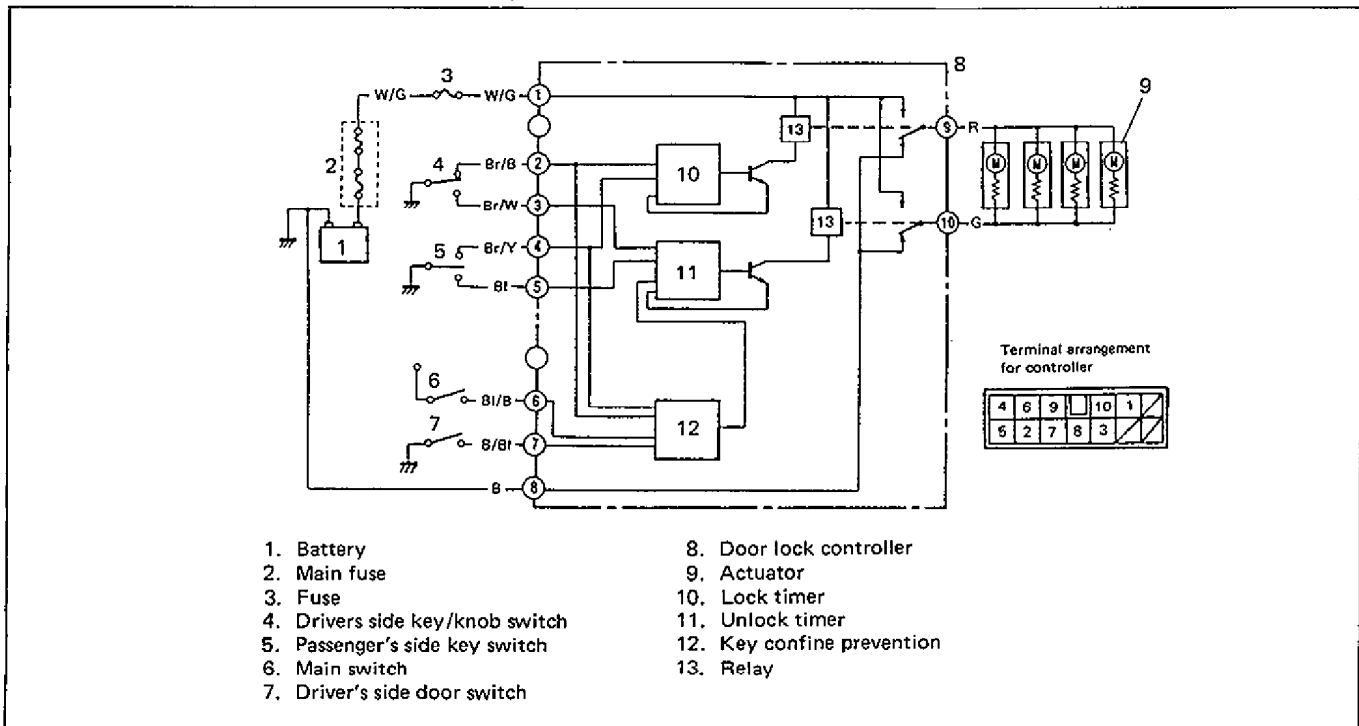 8
3
9
W/G
W/G
1
9
R
13
2
4
Br/B
2
10
M
M
M
M
Br/W
3
13
10
G
1
5
Br/Y
4
11
Bl
5
Terminal arrangement
for controller
6
Bl/B
6
4 6 9 10 1
5 2 7 8 3
12
7
B/Bl
7
B
8
1. Battery
2. Main fuse
3. Fuse
4. Drivers side key/knob switch
5. Passenger's side key switch
6. Main switch
7. Driver's side door switch
8. Door lock controller
9. Actuator
10. Lock timer
11. Unlock timer
12. Key confine prevention
13. Relay